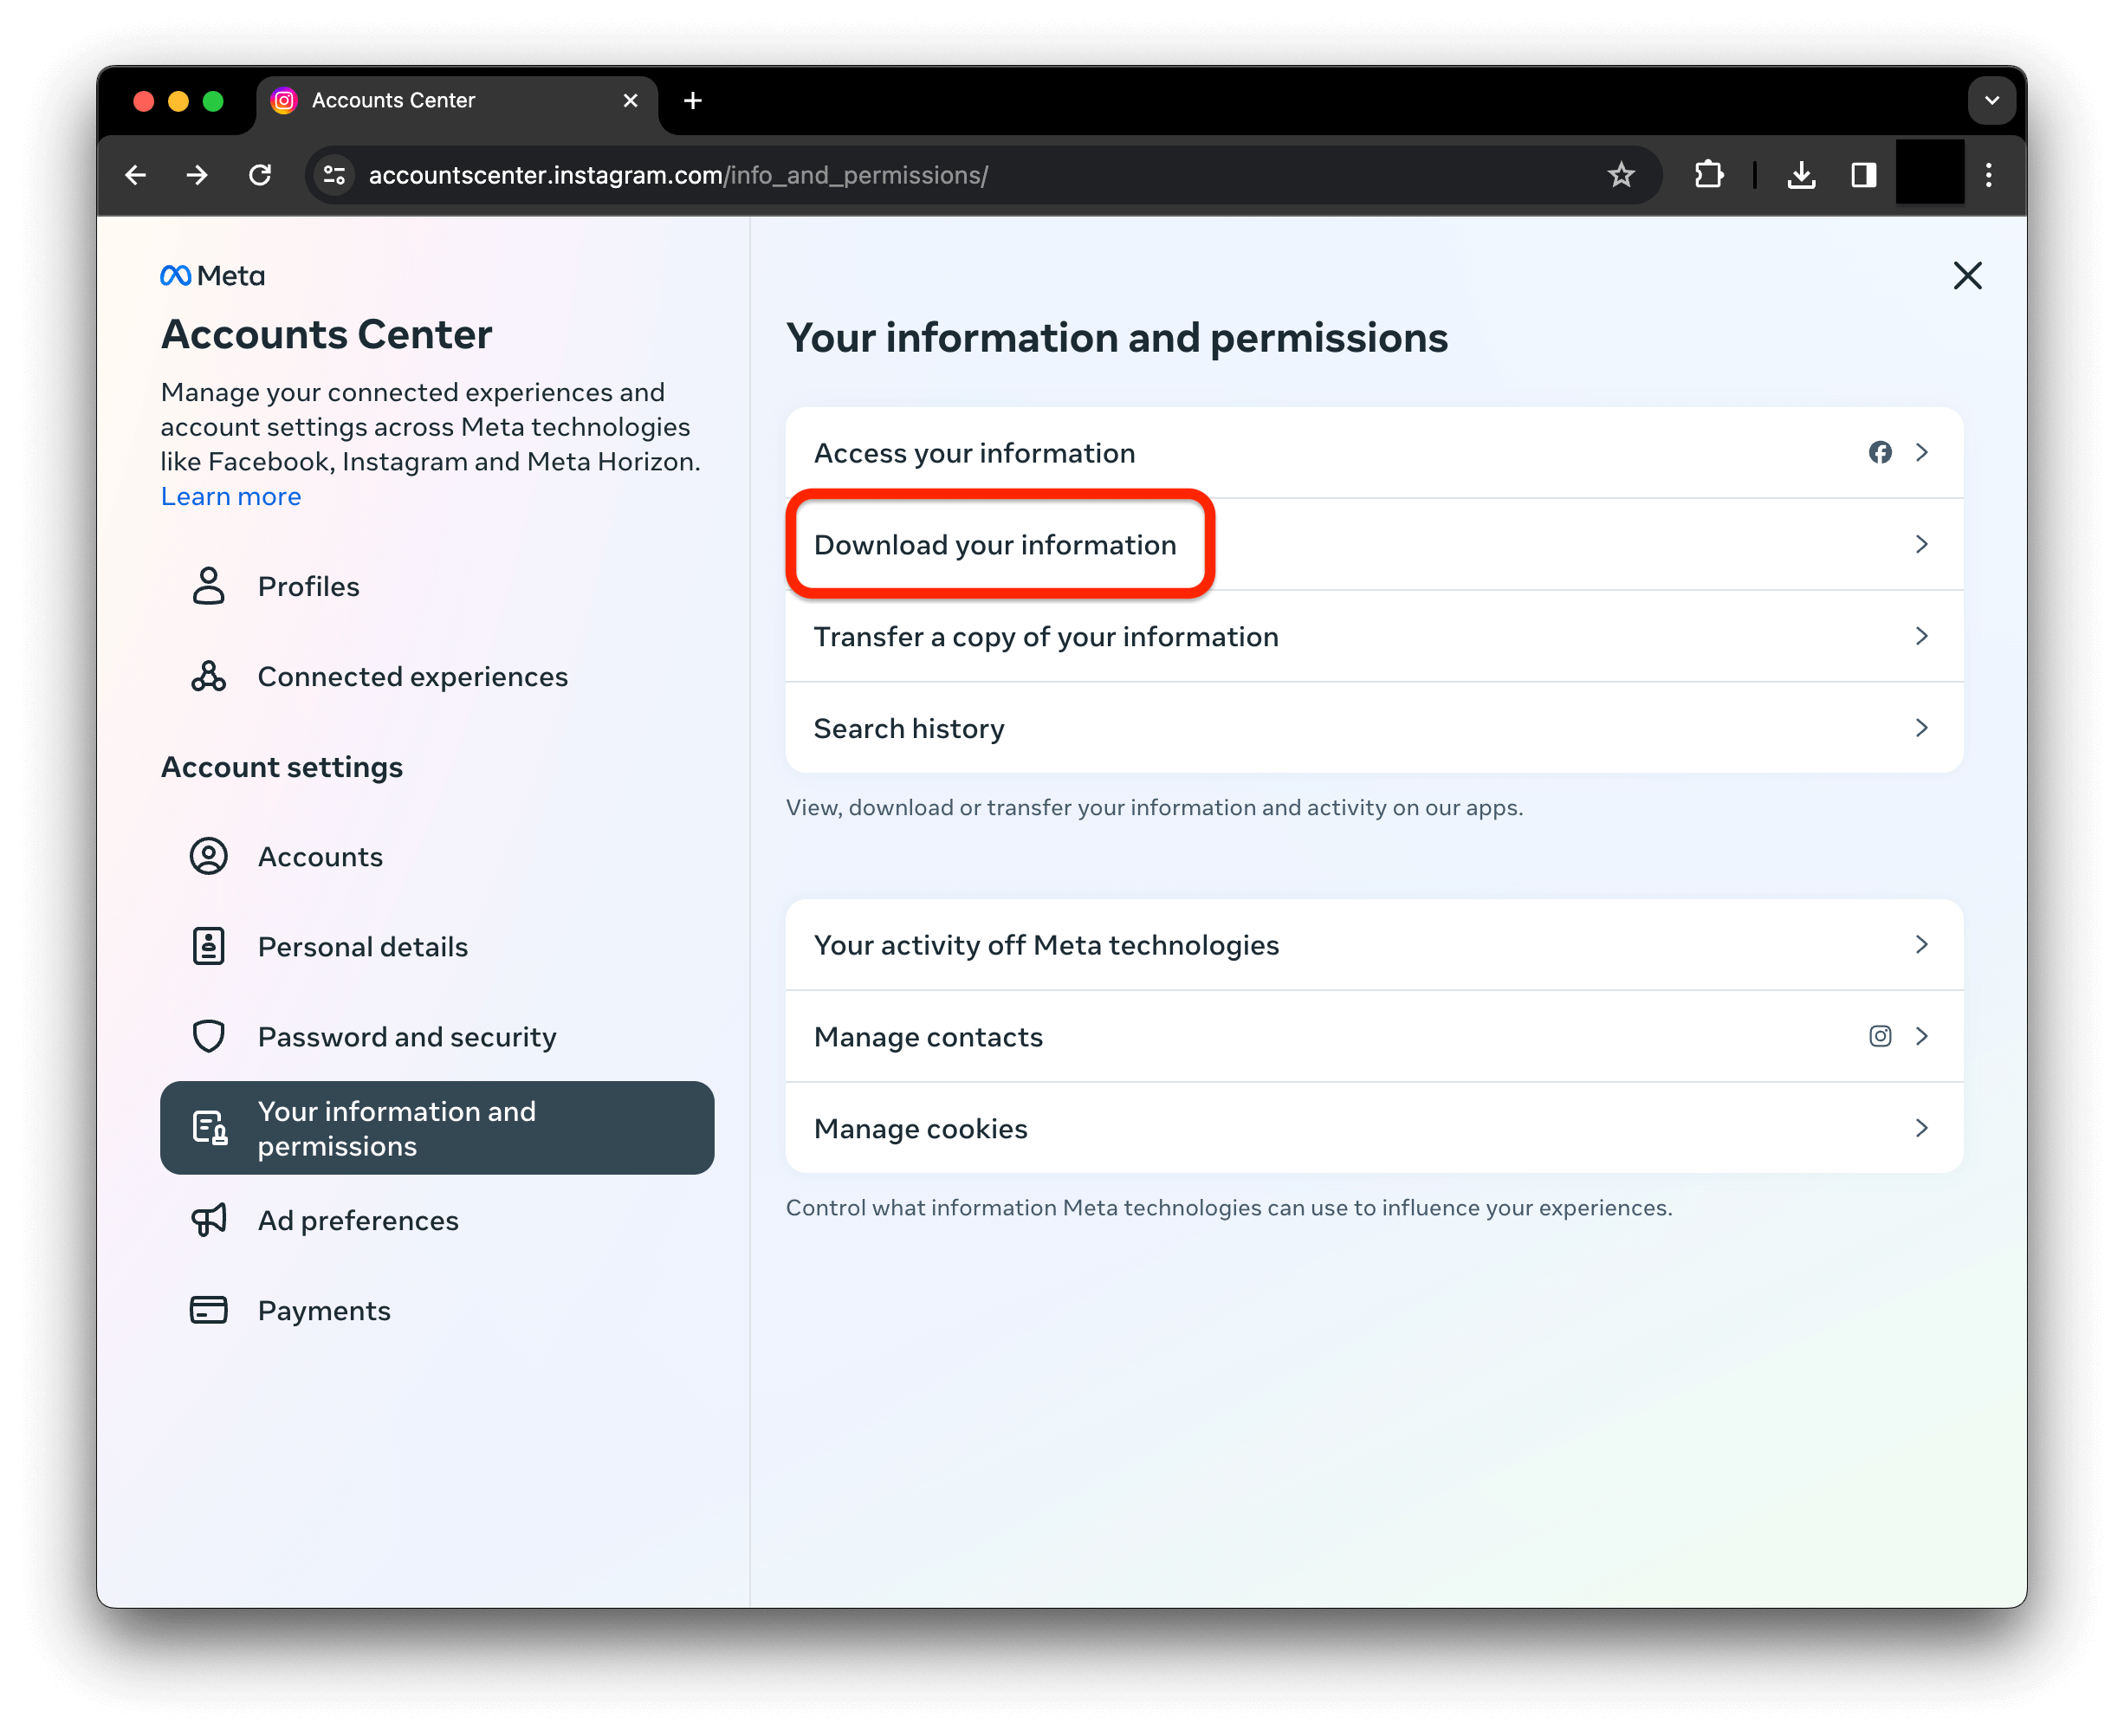 Accounts Center
accountscenter.instagram.com/info_and_permissions/
Meta
Accounts Center
Manage your connected experiences and
account settings across Meta technologies
like Facebook, Instagram and Meta Horizon.
Learn more
Profiles
Connected experiences
Account settings
Accounts
Personal details
Password and security
Your information and
permissions
Ad preferences
Payments
Your information and permissions
Access your information
Download your information
Transfer a copy of your information
Search history
View, download or transfer your information and activity on our apps.
Your activity off Meta technologies
Manage contacts
Manage cookies
Control what information Meta technologies can use to influence your experiences.